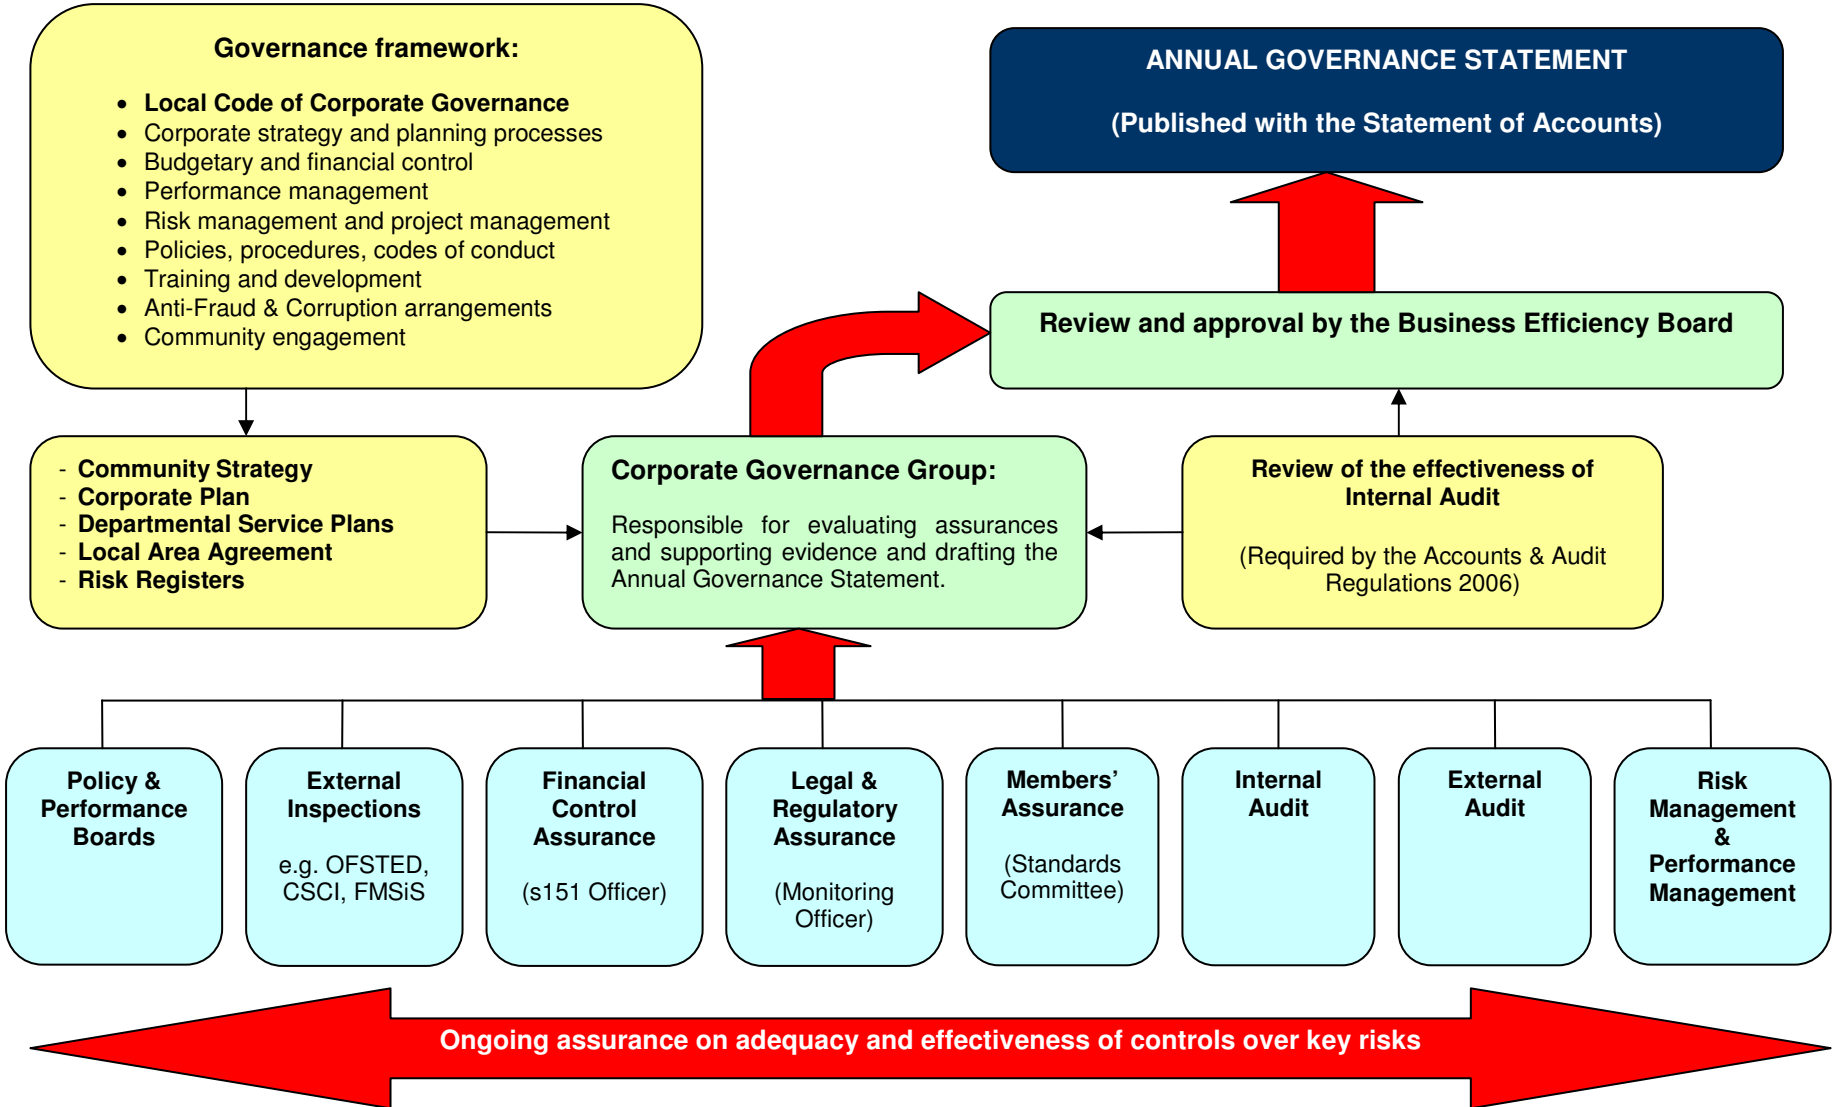 Governance framework:
• Local Code of Corporate Governance
• Corporate strategy and planning processes
• Budgetary and financial control
• Performance management
• Risk management and project management
• Policies, procedures, codes of conduct
• Training and development
• Anti-Fraud & Corruption arrangements
• Community engagement
ANNUAL GOVERNANCE STATEMENT
(Published with the Statement of Accounts)
Review and approval by the Business Efficiency Board
- Community Strategy
- Corporate Plan
- Departmental Service Plans
- Local Area Agreement
- Risk Registers
Corporate Governance Group:
Responsible for evaluating assurances
and supporting evidence and drafting the
Annual Governance Statement.
Review of the effectiveness of
Internal Audit
(Required by the Accounts & Audit
Regulations 2006)
Policy &
Performance
Boards
External
Inspections
e.g. OFSTED,
CSCI, FMSiS
Financial
Control
Assurance
(s151 Officer)
Legal &
Regulatory
Assurance
(Monitoring
Officer)
Members’
Assurance
(Standards
Committee)
Internal
Audit
External
Audit
Risk
Management
&
Performance
Management
Ongoing assurance on adequacy and effectiveness of controls over key risks